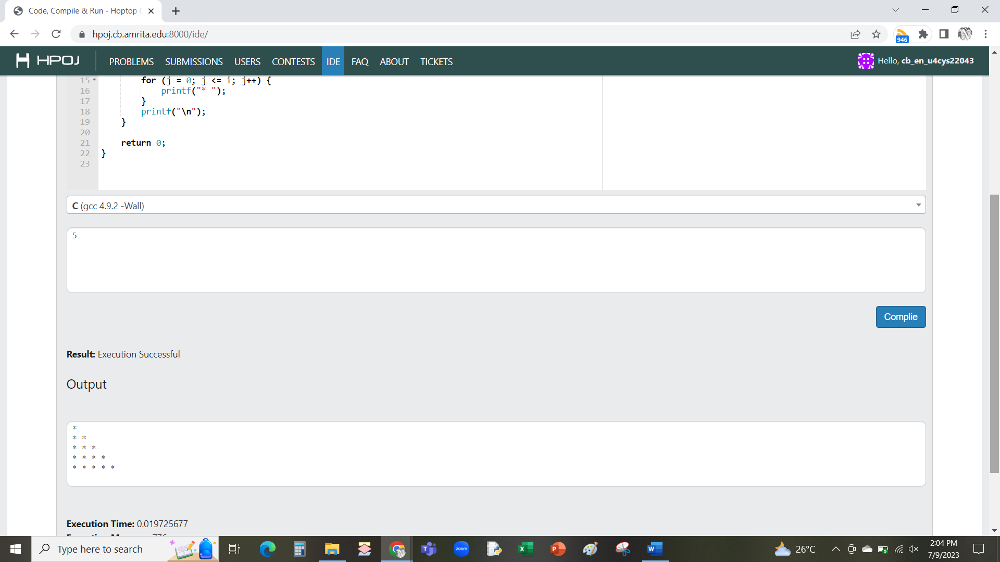 Code, Compile & Run - Hoptop
hpoj.cb.amrita.edu:8000/ide/
946
HPOJ PROBLEMS SUBMISSIONS USERS CONTESTS IDE FAQ ABOUT TICKETS Hello, cb_en_u4cys22043
15 for (j = 0; j <= i; j++) {
16 printf("* ");
17 }
18 printf("\n");
19 }
20
21 return 0;
22 }
23
C (gcc 4.9.2 -Wall)
5
Complie
Result: Execution Successful
Output
*
* *
* * *
* * * *
* * * * *
Execution Time: 0.019725677
Type here to search
zoom
26°C
2:04 PM
7/9/2023